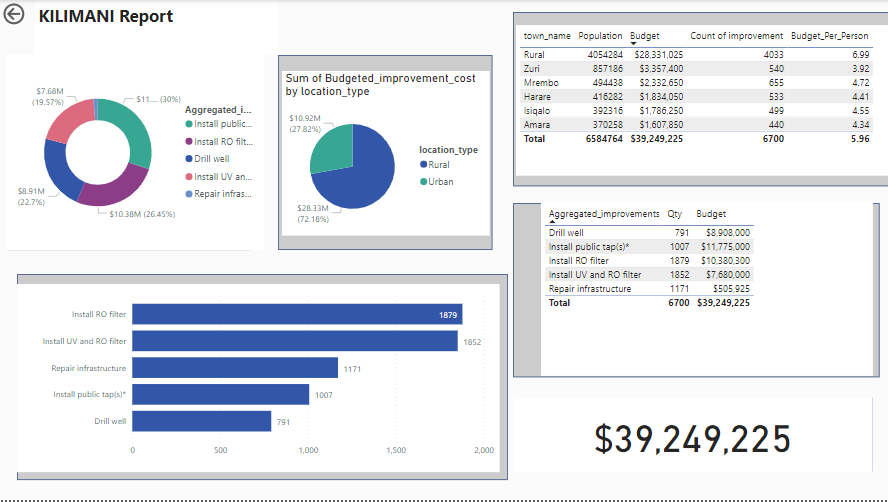 KILIMANI Report
$7.68M
(19.57%)
$11.... (30%)
$8.91M
(22.7%)
$10.38M (26.45%)
Aggregated_i...
Install public...
Install RO filt...
Drill well
Install UV an...
Repair infras...
Sum of Budgeted_improvement_cost
by location_type
$10.92M
(27.82%)
$28.33M
(72.18%)
location_type
Rural
Urban
town_name Population Budget Count of improvement Budget_Per_Person
Rural 4054284 $28,331,025 4033 6.99
Zuri 857186 $3,357,400 540 3.92
Mrembo 494438 $2,332,650 655 4.72
Harare 416282 $1,834,050 533 4.41
Isiqalo 392316 $1,786,250 499 4.55
Amara 370258 $1,607,850 440 4.34
Total 6584764 $39,249,225 6700 5.96
Aggregated_improvements Qty Budget
Drill well 791 $8,908,000
Install public tap(s)* 1007 $11,775,000
Install RO filter 1879 $10,380,300
Install UV and RO filter 1852 $7,680,000
Repair infrastructure 1171 $505,925
Total 6700 $39,249,225
Install RO filter 1879
Install UV and RO filter 1852
Repair infrastructure 1171
Install public tap(s)* 1007
Drill well 791
0 500 1,000 1,500 2,000
$39,249,225